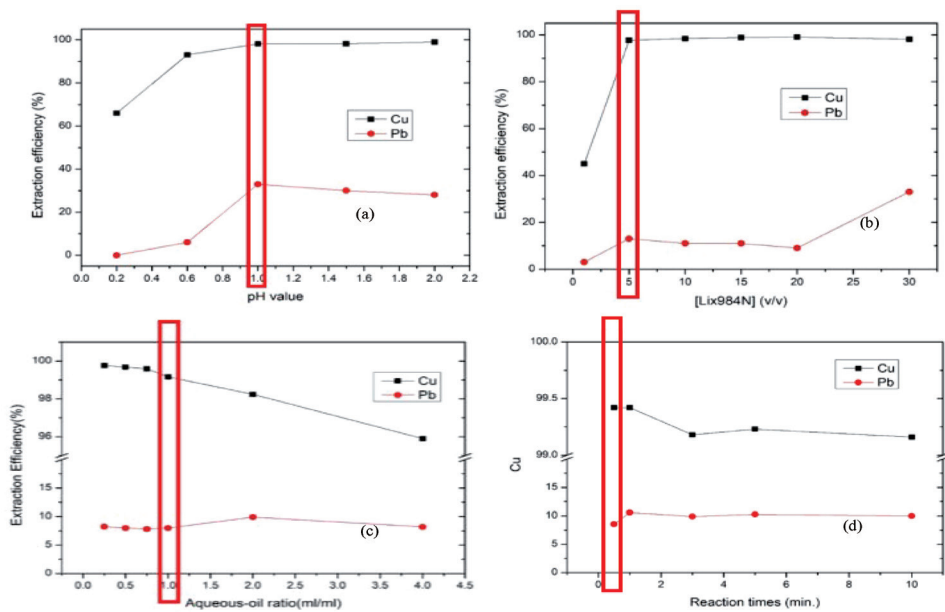 100
80
60
40
20
0
Extraction efficiency (%)
Cu
Pb
(a)
0.0 0.2 0.4 0.6 0.8 1.0 1.2 1.4 1.6 1.8 2.0 2.2
pH value
100
80
60
40
20
0
Extraction efficiency (%)
Cu
Pb
(b)
0 5 10 15 20 25 30
[Lix984N] (v/v)
100
98
96
15
10
5
0
Extraction Efficiency(%)
Cu
Pb
(c)
0.0 0.5 1.0 1.5 2.0 2.5 3.0 3.5 4.0 4.5
Aqueous-oil ratio(ml/ml)
100.0
99.5
99.0
15
10
5
0
Cu
Cu
Pb
(d)
0 2 4 6 8 10
Reaction times (min.)